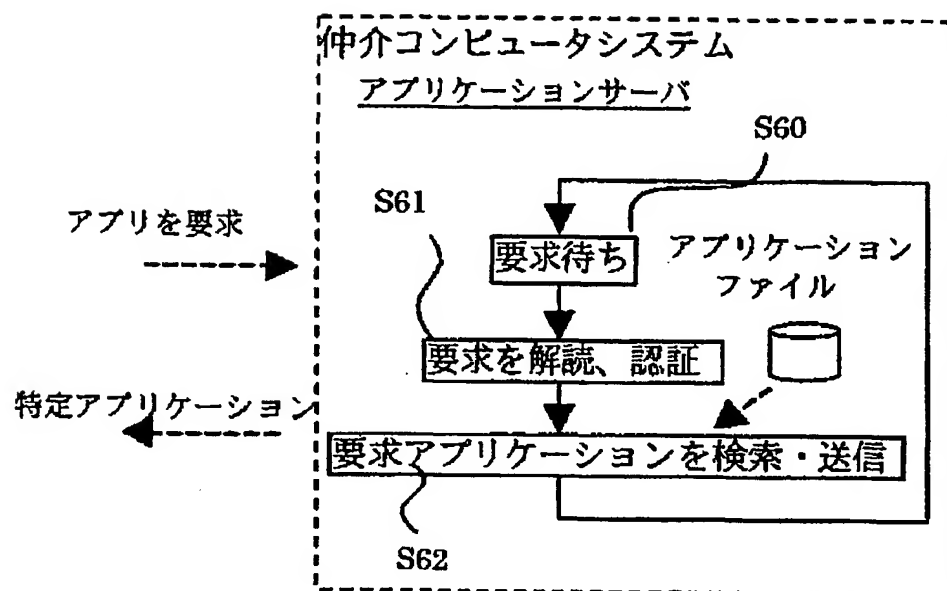 仲介コンピュータシステム
アプリケーションサーバ
S60
S61
アプリを要求
要求待ち
アプリケーション
ファイル
要求を解読、認証
特定アプリケーション
要求アプリケーションを検索・送信
S62